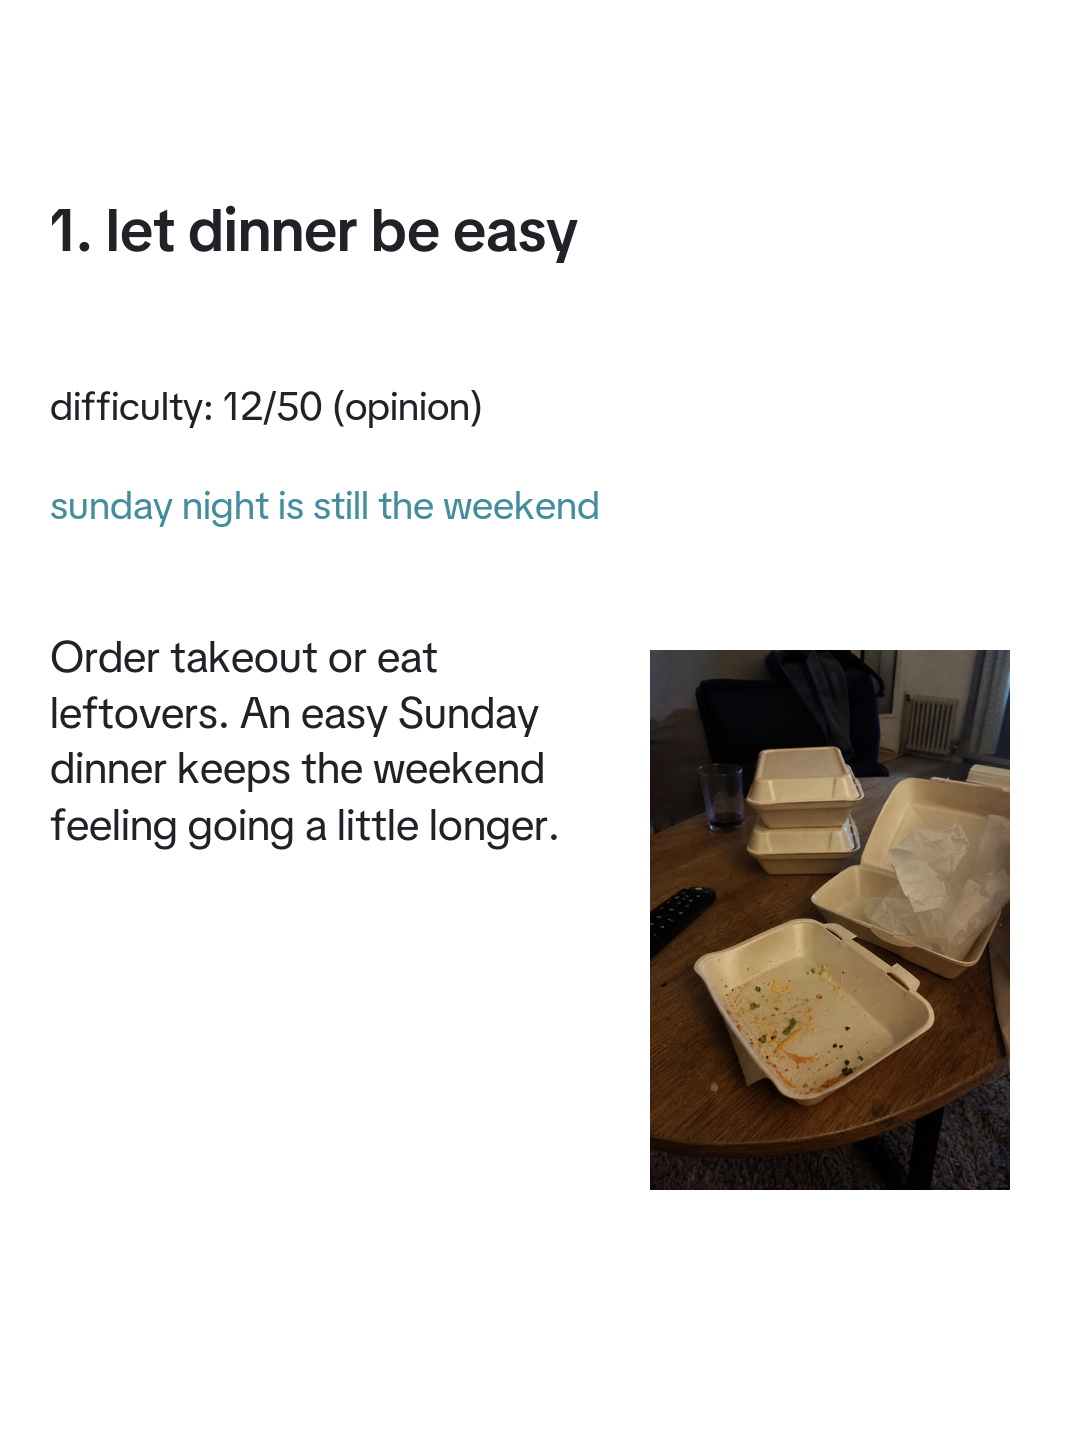 1. let dinner be easy
difficulty: 12/50 (opinion)
sunday night is still the weekend
Order takeout or eat
leftovers. An easy Sunday
dinner keeps the weekend
feeling going a little longer.